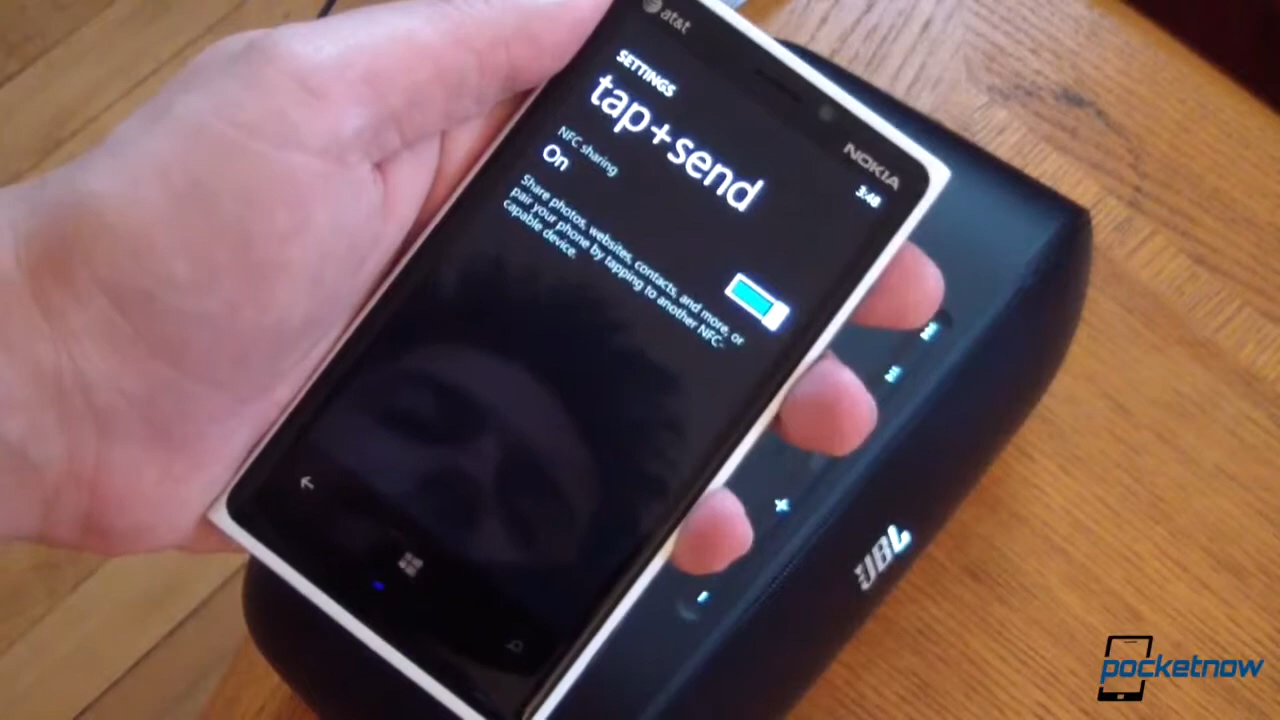 at&t
NOKIA
3:48
SETTINGS
tap+send
NFC sharing
On
Share photos, websites, contacts, and more, or
pair your phone by tapping to another NFC-
capable device.
+
-
JBL
pocketnow